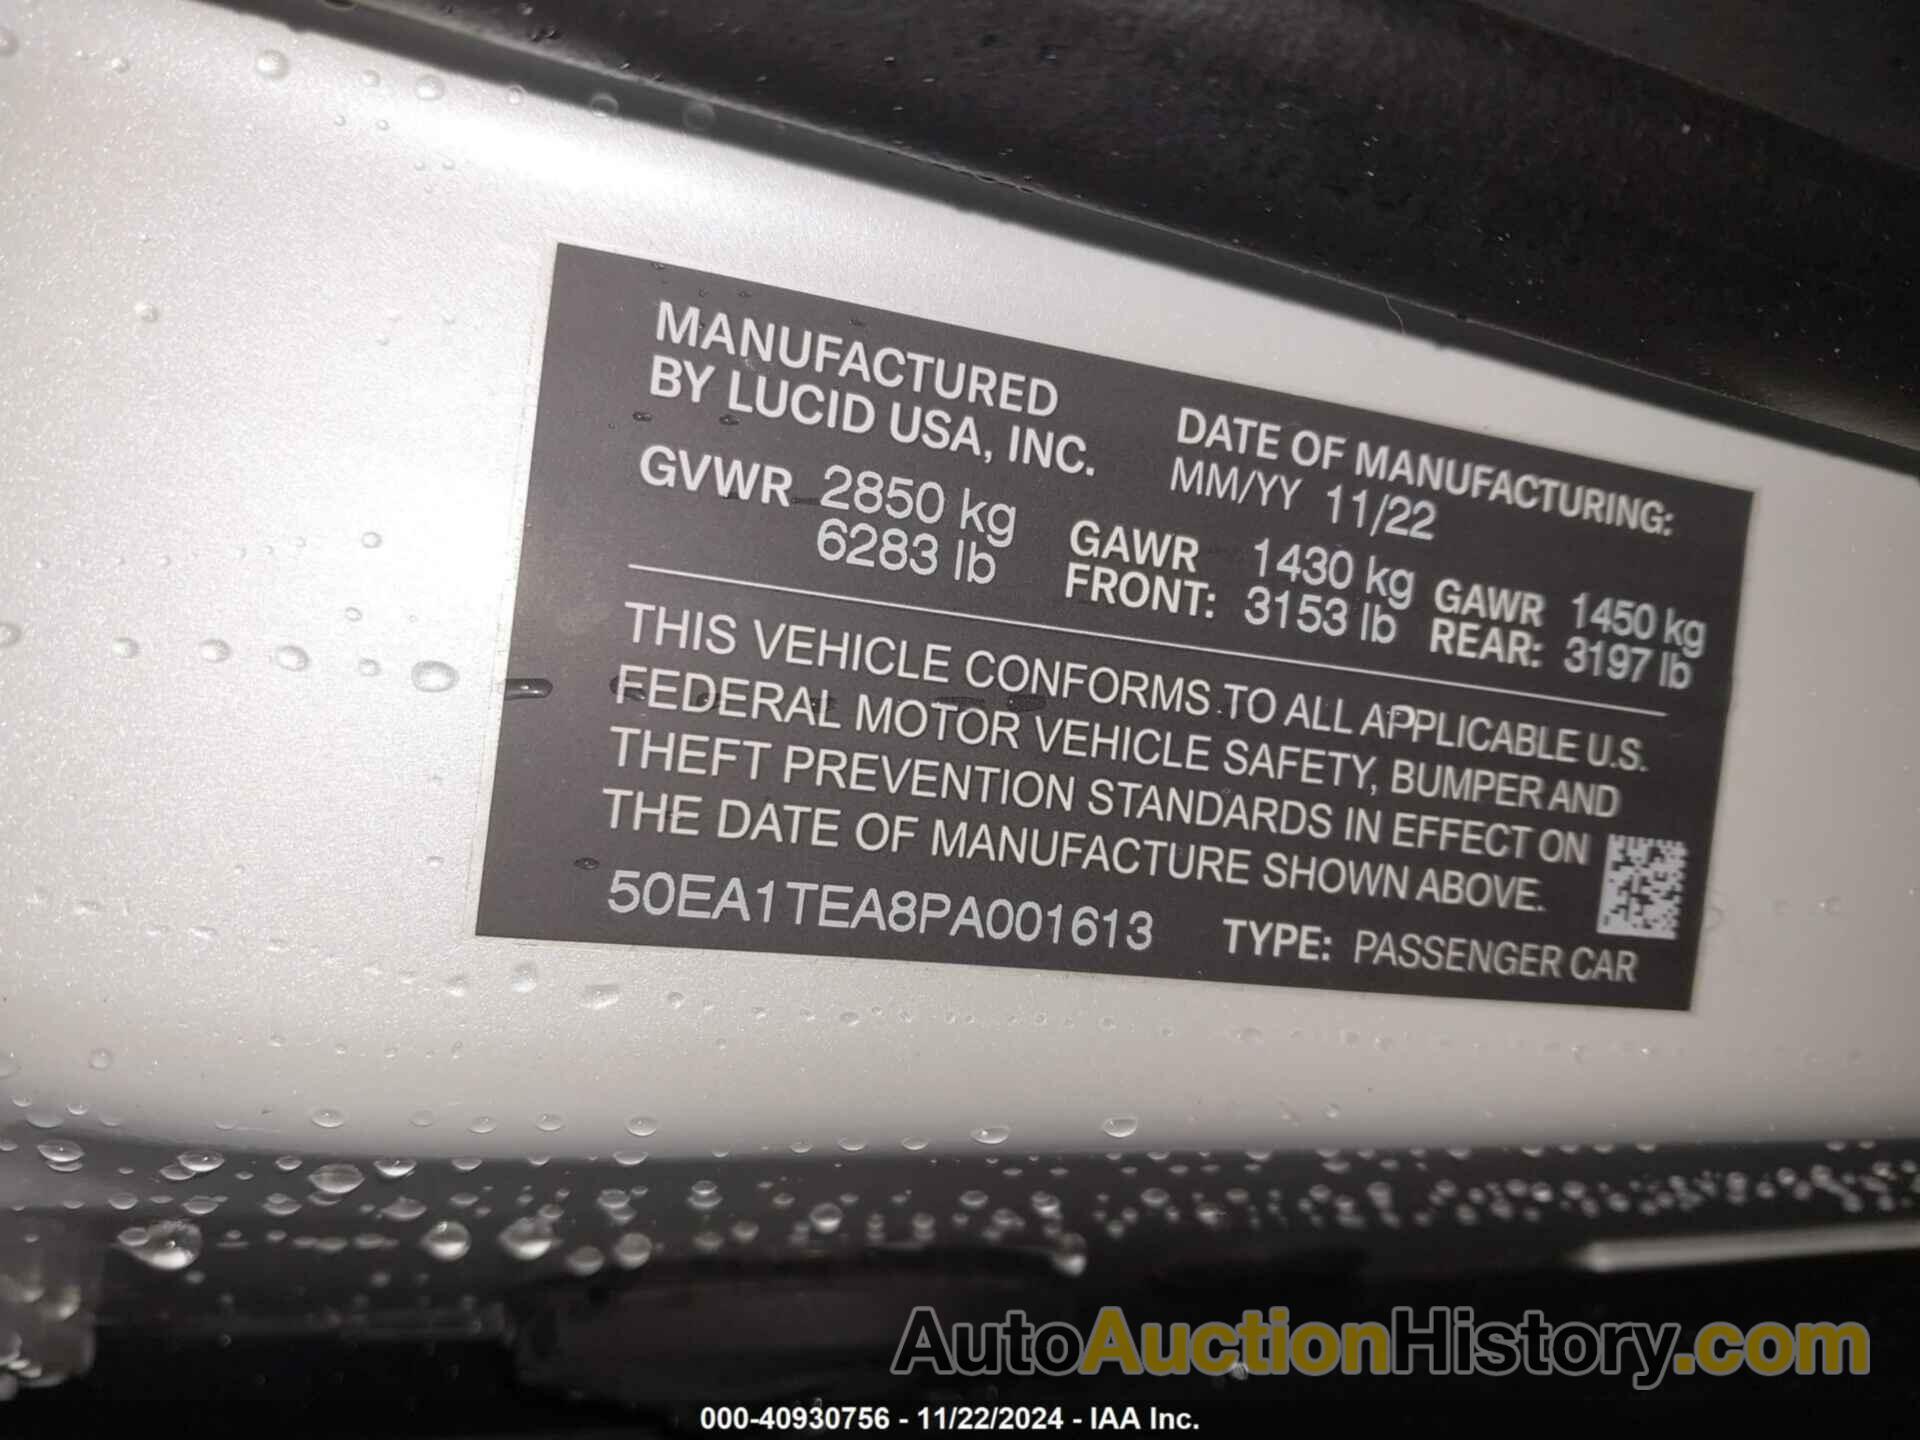 MANUFACTURED
BY LUCID USA, INC.
DATE OF MANUFACTURING:
MM/YY 11/22
GVWR 2850 kg
6283 lb
GAWR FRONT: 1430 kg
3153 lb
GAWR REAR: 1450 kg
3197 lb
THIS VEHICLE CONFORMS TO ALL APPLICABLE U.S.
FEDERAL MOTOR VEHICLE SAFETY, BUMPER AND
THEFT PREVENTION STANDARDS IN EFFECT ON
THE DATE OF MANUFACTURE SHOWN ABOVE.
50EA1TEA8PA001613 TYPE: PASSENGER CAR
AutoAuctionHistory.com
000-40930756 - 11/22/2024 - IAA Inc.